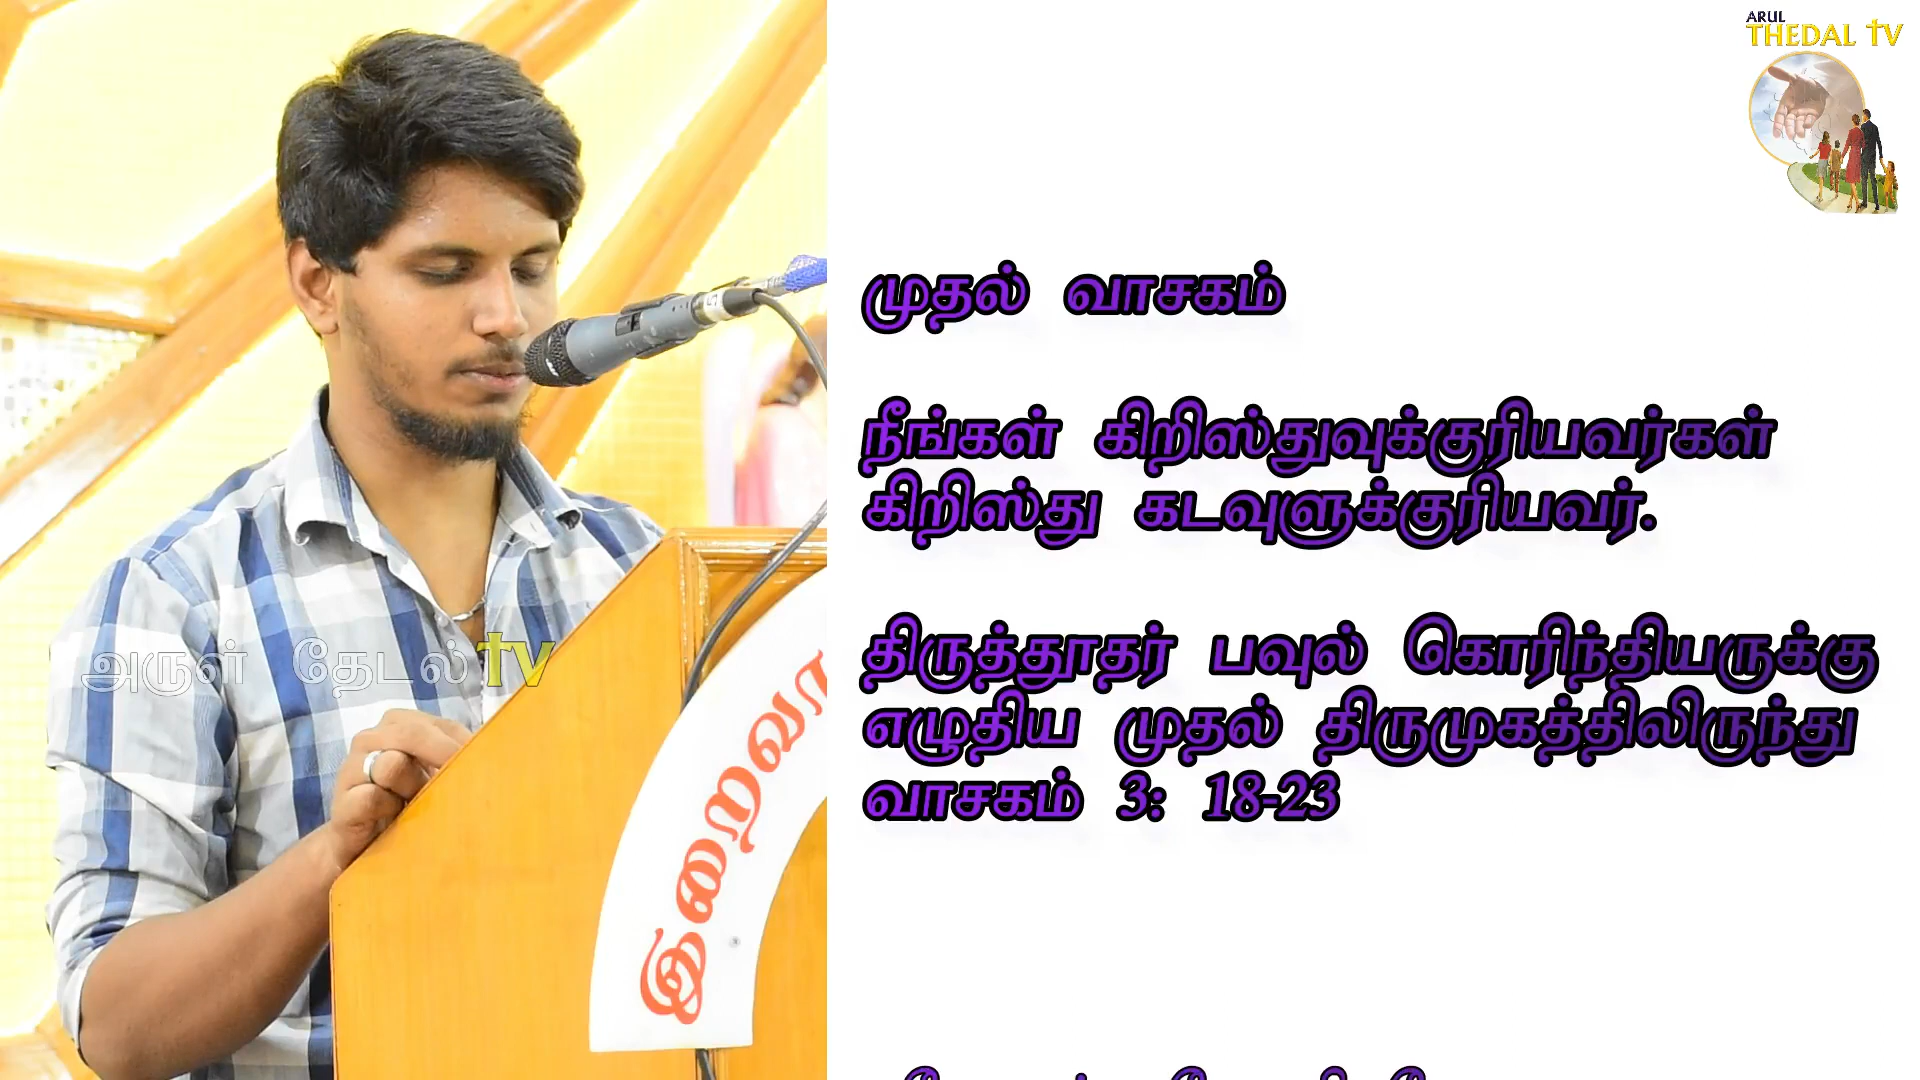 ARUL
THEDAL TV
முதல் வாசகம்
நீங்கள் கிறிஸ்துவுக்குரியவர்கள்
கிறிஸ்து கடவுளுக்குரியவர்.
திருத்தூதர் பவுல் கொரிந்தியருக்கு
எழுதிய முதல் திருமுகத்திலிருந்து
வாசகம் 3: 18-23
அருள் தேடல் tv
இறைவா